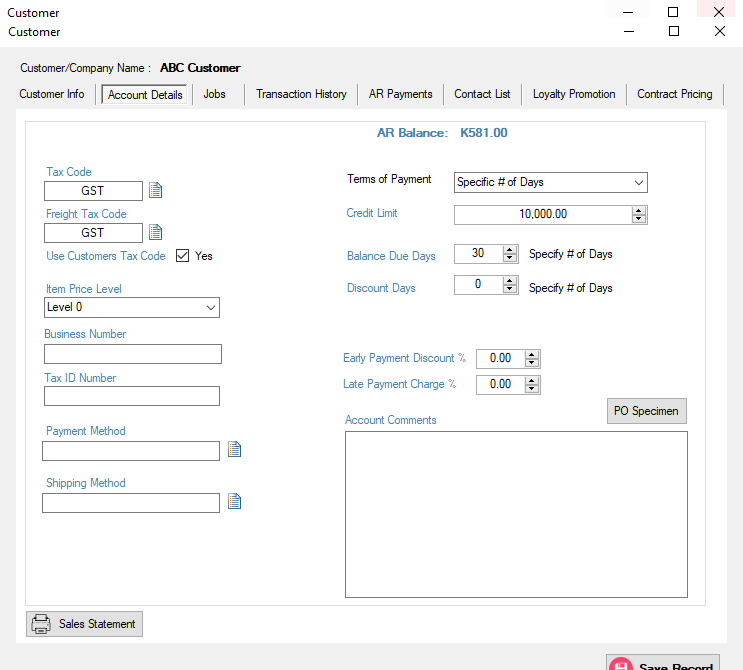 Customer
Customer
Customer/Company Name : ABC Customer
Customer Info Account Details Jobs Transaction History AR Payments Contact List Loyalty Promotion Contract Pricing
AR Balance: K581.00
Tax Code
GST
Freight Tax Code
GST
Use Customers Tax Code Yes
Item Price Level
Level 0
Business Number
Tax ID Number
Payment Method
Shipping Method
Terms of Payment Specific # of Days
Credit Limit 10,000.00
Balance Due Days 30 Specify # of Days
Discount Days 0 Specify # of Days
Early Payment Discount % 0.00
Late Payment Charge % 0.00
PO Specimen
Account Comments
Sales Statement
Save Record